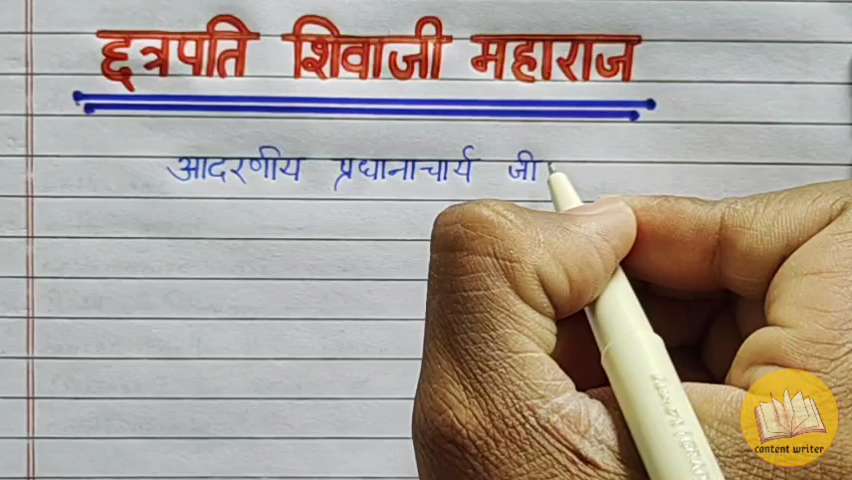 छत्रपति शिवाजी महाराज
आदरणीय प्रधानाचार्य जी
content writer